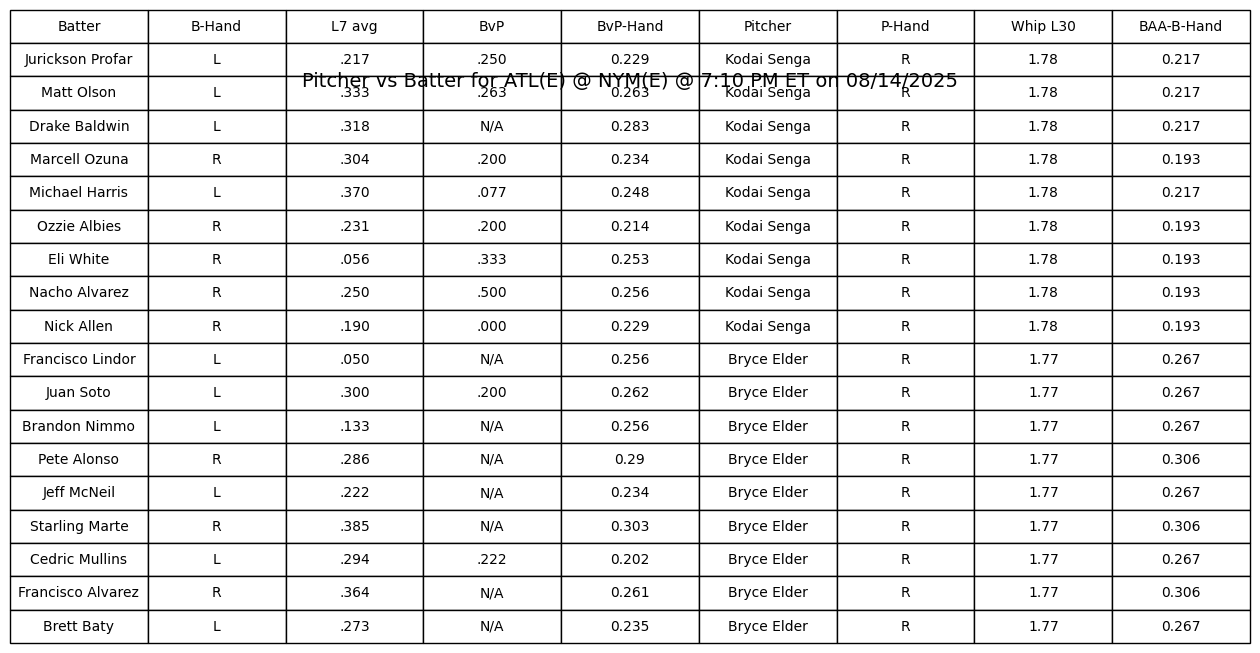 Batter B-Hand L7 avg BvP BvP-Hand Pitcher P-Hand Whip L30 BAA-B-Hand
Jurickson Profar L .217 .250 0.229 Kodai Senga R 1.78 0.217
Pitcher vs Batter for ATL(E) @ NYM(E) @ 7:10 PM ET on 08/14/2025
Matt Olson L .333 .263 0.263 Kodai Senga R 1.78 0.217
Drake Baldwin L .318 N/A 0.283 Kodai Senga R 1.78 0.217
Marcell Ozuna R .304 .200 0.234 Kodai Senga R 1.78 0.193
Michael Harris L .370 .077 0.248 Kodai Senga R 1.78 0.217
Ozzie Albies R .231 .200 0.214 Kodai Senga R 1.78 0.193
Eli White R .056 .333 0.253 Kodai Senga R 1.78 0.193
Nacho Alvarez R .250 .500 0.256 Kodai Senga R 1.78 0.193
Nick Allen R .190 .000 0.229 Kodai Senga R 1.78 0.193
Francisco Lindor L .050 N/A 0.256 Bryce Elder R 1.77 0.267
Juan Soto L .300 .200 0.262 Bryce Elder R 1.77 0.267
Brandon Nimmo L .133 N/A 0.256 Bryce Elder R 1.77 0.267
Pete Alonso R .286 N/A 0.29 Bryce Elder R 1.77 0.306
Jeff McNeil L .222 N/A 0.234 Bryce Elder R 1.77 0.267
Starling Marte R .385 N/A 0.303 Bryce Elder R 1.77 0.306
Cedric Mullins L .294 .222 0.202 Bryce Elder R 1.77 0.267
Francisco Alvarez R .364 N/A 0.261 Bryce Elder R 1.77 0.306
Brett Baty L .273 N/A 0.235 Bryce Elder R 1.77 0.267